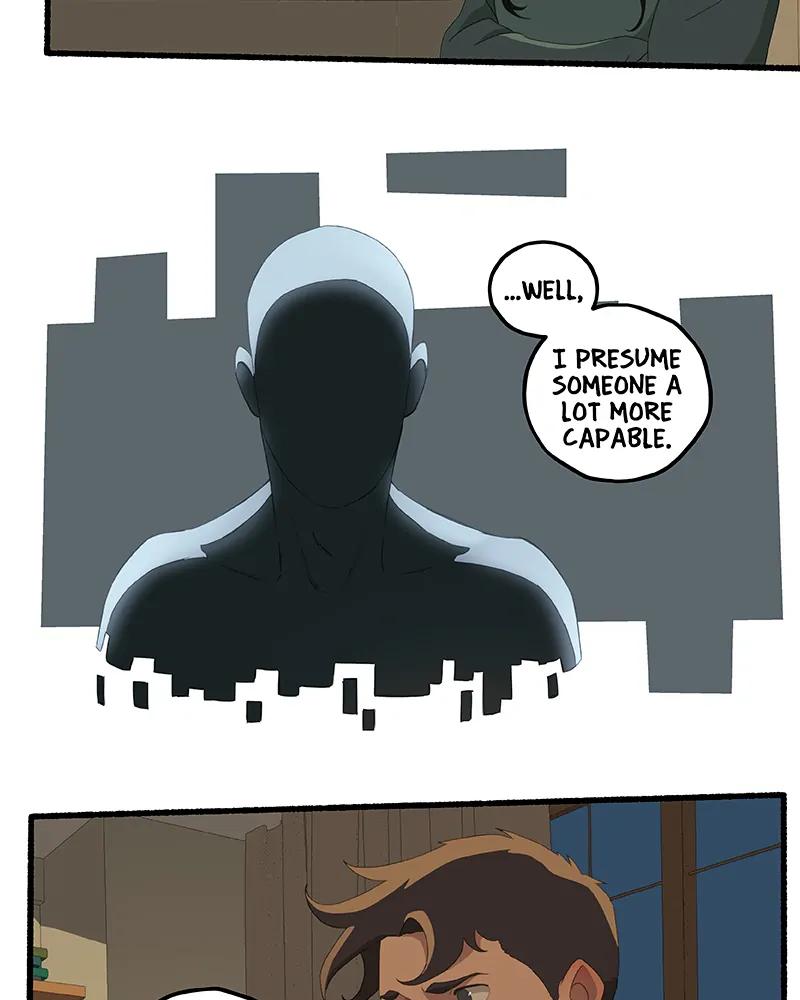 ...WELL,
I PRESUME
SOMEONE A
LOT MORE
CAPABLE.